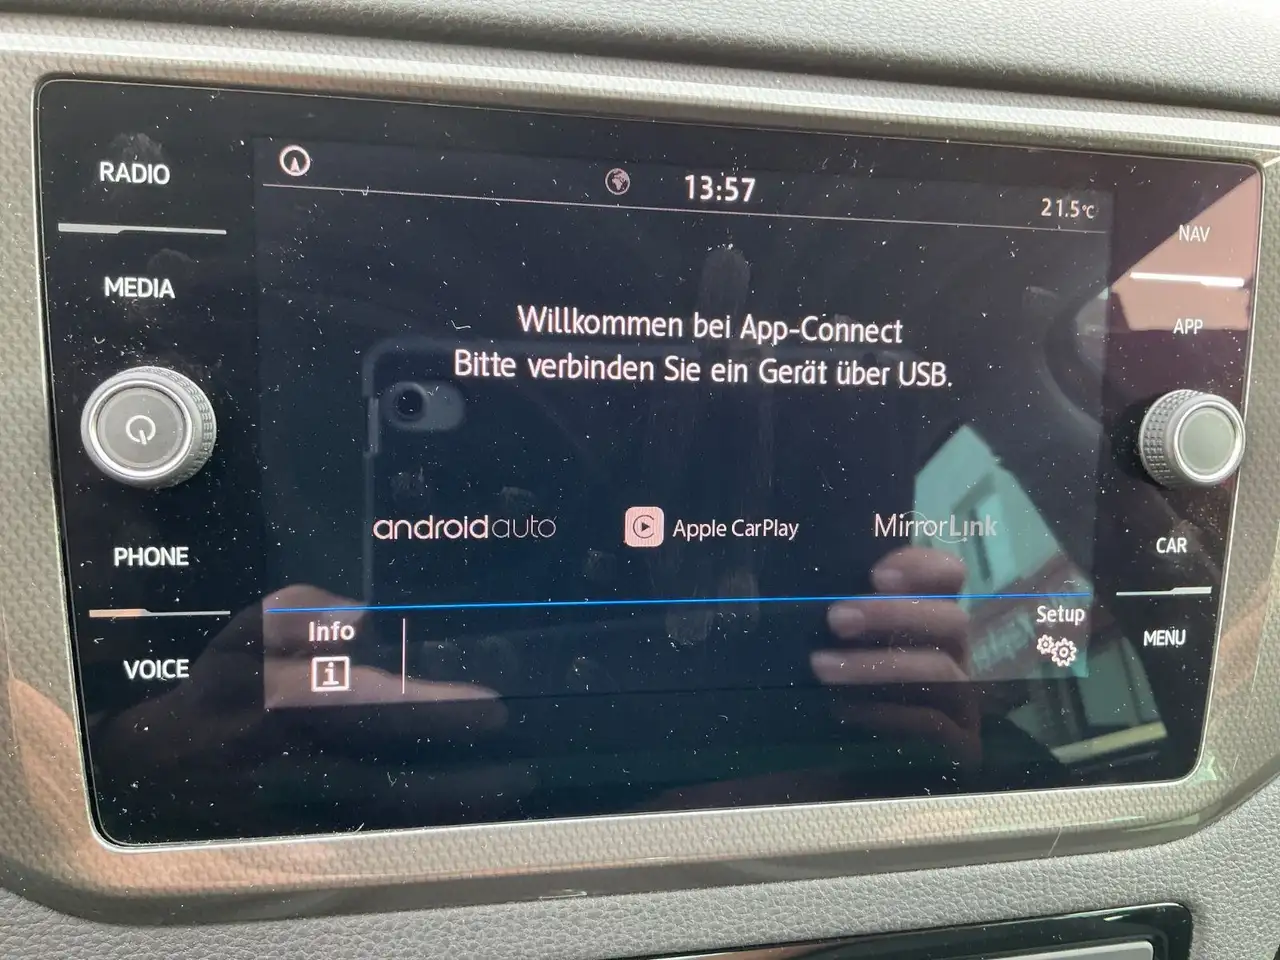 RADIO
MEDIA
PHONE
VOICE
13:57
21.5°C
Willkommen bei App-Connect
Bitte verbinden Sie ein Gerät über USB.
androidauto
Apple CarPlay
MirrorLink
Info
i
Setup
NAV
APP
CAR
MENU